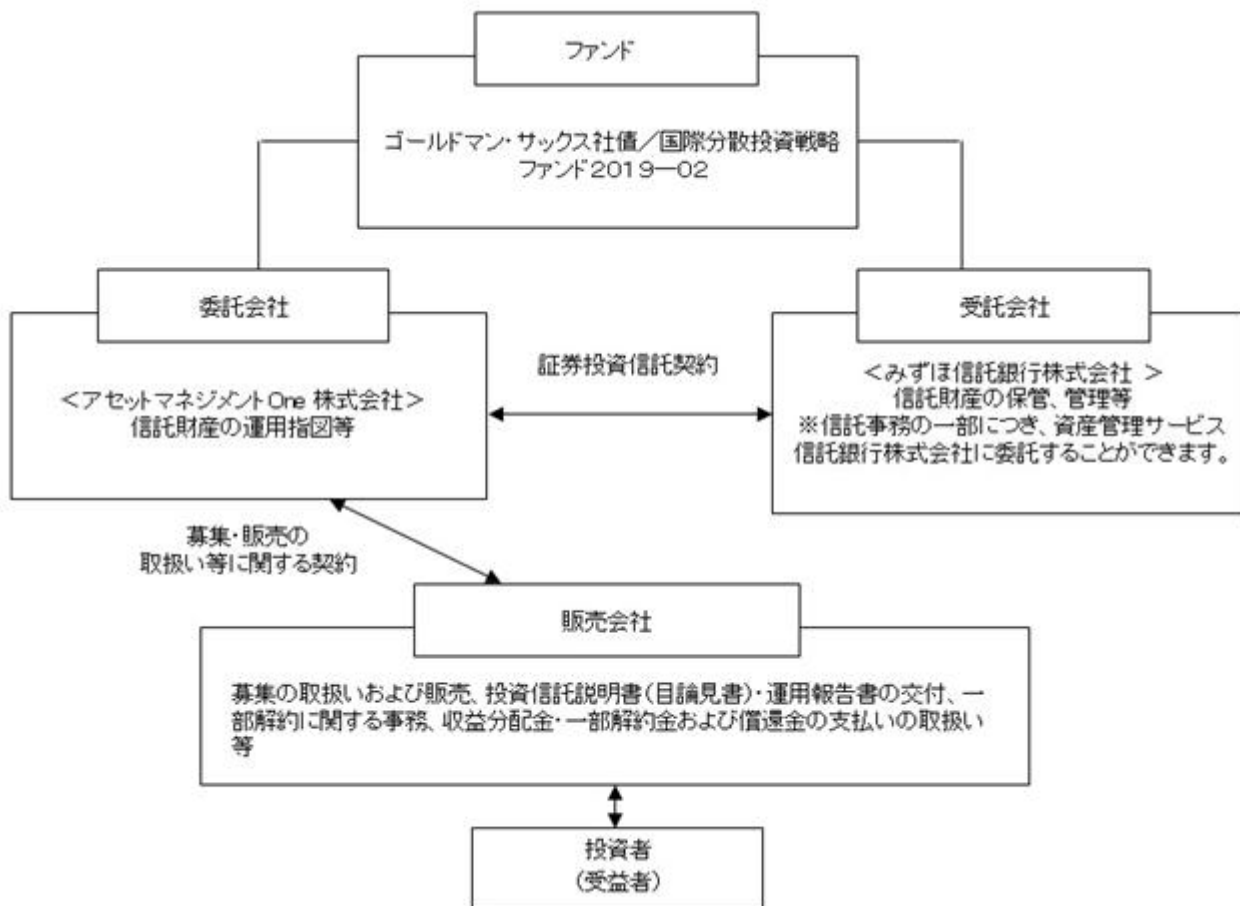 ファンド
ゴールドマン・サックス社債／国際分散投資戦略
ファンド２０１９―０２
委託会社
＜アセットマネジメントOne 株式会社＞
信託財産の運用指図等
証券投資信託契約
受託会社
＜みずほ信託銀行株式会社 ＞
信託財産の保管、管理等
※信託事務の一部につき、資産管理サービス
信託銀行株式会社に委託することができます。
募集・販売の
取扱い等に関する契約
販売会社
募集の取扱いおよび販売、投資信託説明書(目論見書)・運用報告書の交付、一
部解約に関する事務、収益分配金・一部解約金および償還金の支払いの取扱い
等
投資者
(受益者)